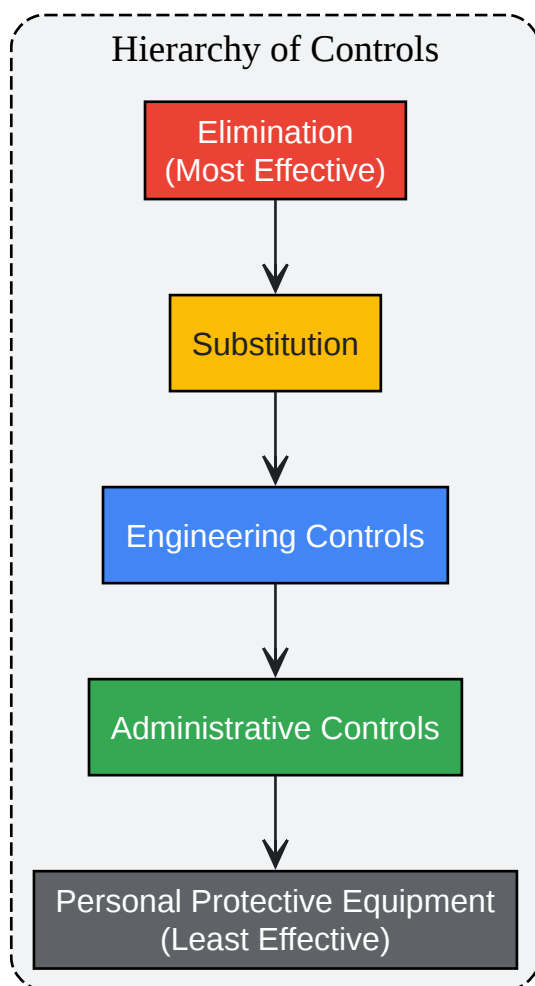 Hierarchy of Controls
Elimination
(Most Effective)
Substitution
Engineering Controls
Administrative Controls
Personal Protective Equipment
(Least Effective)